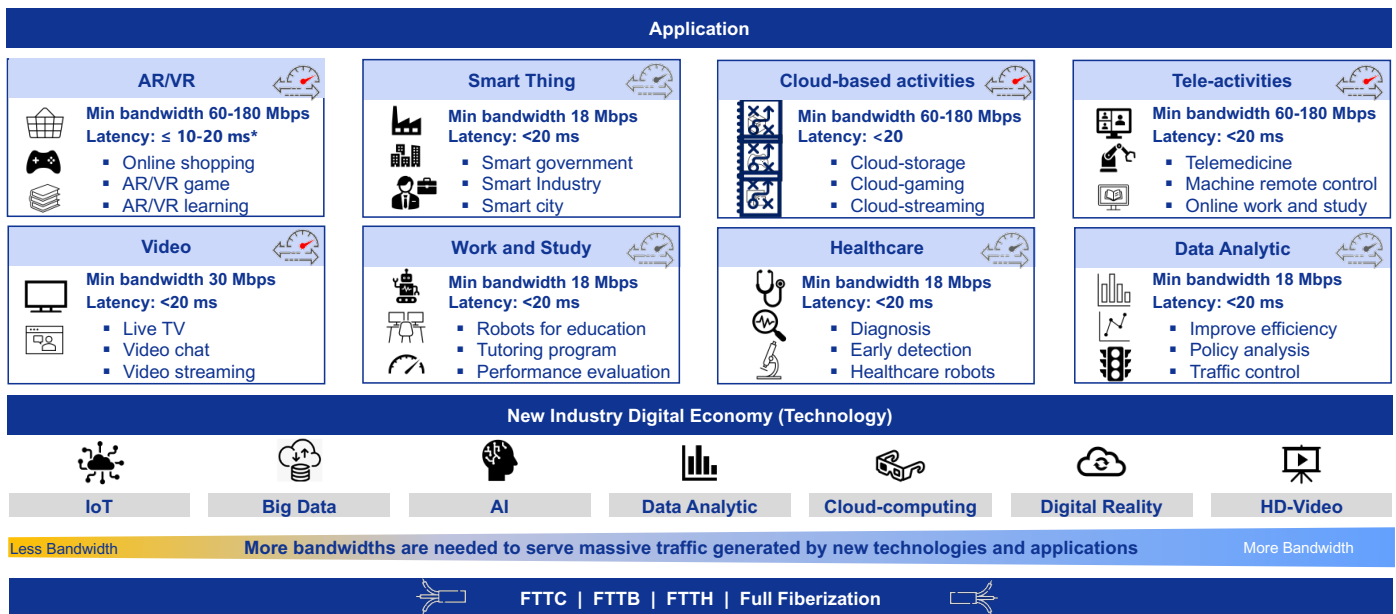 Application
AR/VR
Min bandwidth 60-180 Mbps
Latency: ≤ 10-20 ms*
▪ Online shopping
▪ AR/VR game
▪ AR/VR learning
Smart Thing
Min bandwidth 18 Mbps
Latency: <20 ms
▪ Smart government
▪ Smart Industry
▪ Smart city
Cloud-based activities
Min bandwidth 60-180 Mbps
Latency: <20
▪ Cloud-storage
▪ Cloud-gaming
▪ Cloud-streaming
Tele-activities
Min bandwidth 60-180 Mbps
Latency: <20 ms
▪ Telemedicine
▪ Machine remote control
▪ Online work and study
Video
Min bandwidth 30 Mbps
Latency: <20 ms
▪ Live TV
▪ Video chat
▪ Video streaming
Work and Study
Min bandwidth 18 Mbps
Latency: <20 ms
▪ Robots for education
▪ Tutoring program
▪ Performance evaluation
Healthcare
Min bandwidth 18 Mbps
Latency: <20 ms
▪ Diagnosis
▪ Early detection
▪ Healthcare robots
Data Analytic
Min bandwidth 18 Mbps
Latency: <20 ms
▪ Improve efficiency
▪ Policy analysis
▪ Traffic control
New Industry Digital Economy (Technology)
IoT
Big Data
AI
Data Analytic
Cloud-computing
Digital Reality
HD-Video
Less Bandwidth
More bandwidths are needed to serve massive traffic generated by new technologies and applications
More Bandwidth
FTTC | FTTB | FTTH | Full Fiberization